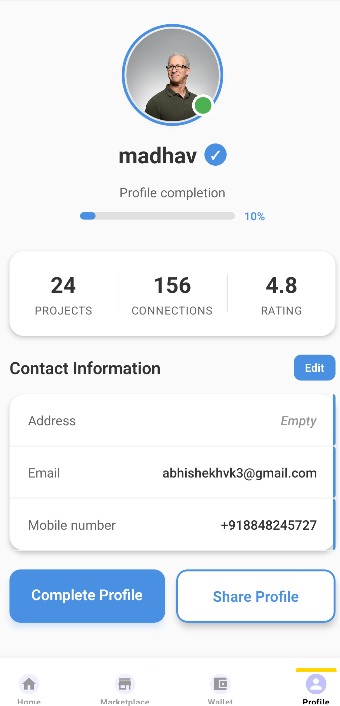 madhav
Profile completion
10%
24 156 4.8
PROJECTS CONNECTIONS RATING
Contact Information Edit
Address Empty
Email abhishekhvk3@gmail.com
Mobile number +918848245727
Complete Profile Share Profile
Home Marketplace Wallet Profile